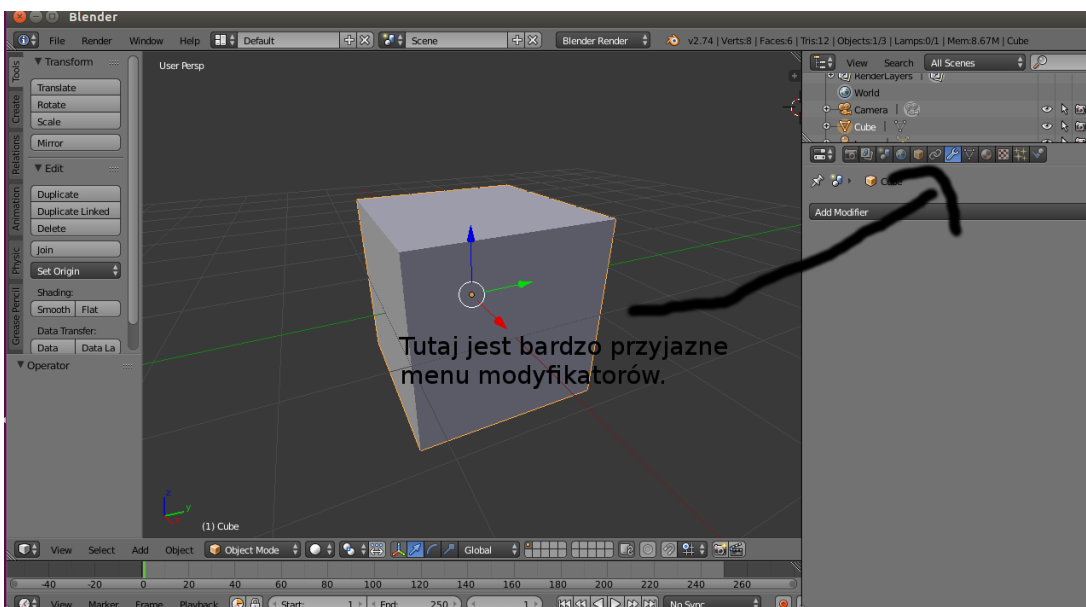 Blender
File Render Window Help Default Scene Blender Render v2.74 | Verts:8 | Faces:6 | Tris:12 | Objects:1/3 | Lamps:0/1 | Mem:8.67M | Cube
Tools
Create
Relations
Animation
Physic
Grease Pencil
Transform
Translate
Rotate
Scale
Mirror
Edit
Duplicate
Duplicate Linked
Delete
Join
Set Origin
Shading:
Smooth Flat
Data Transfer:
Data Data La
Operator
User Persp
Tutaj jest bardzo przyjazne
menu modyfikatorów.
z
y
x
(1) Cube
View Search All Scenes
RenderLayers
World
Camera
Cube
Add Modifier
View Select Add Object Object Mode Global
-40 -20 0 20 40 60 80 100 120 140 160 180 200 220 240 260
View Marker Frame Playback Start: 1 End: 250 1 No Sync